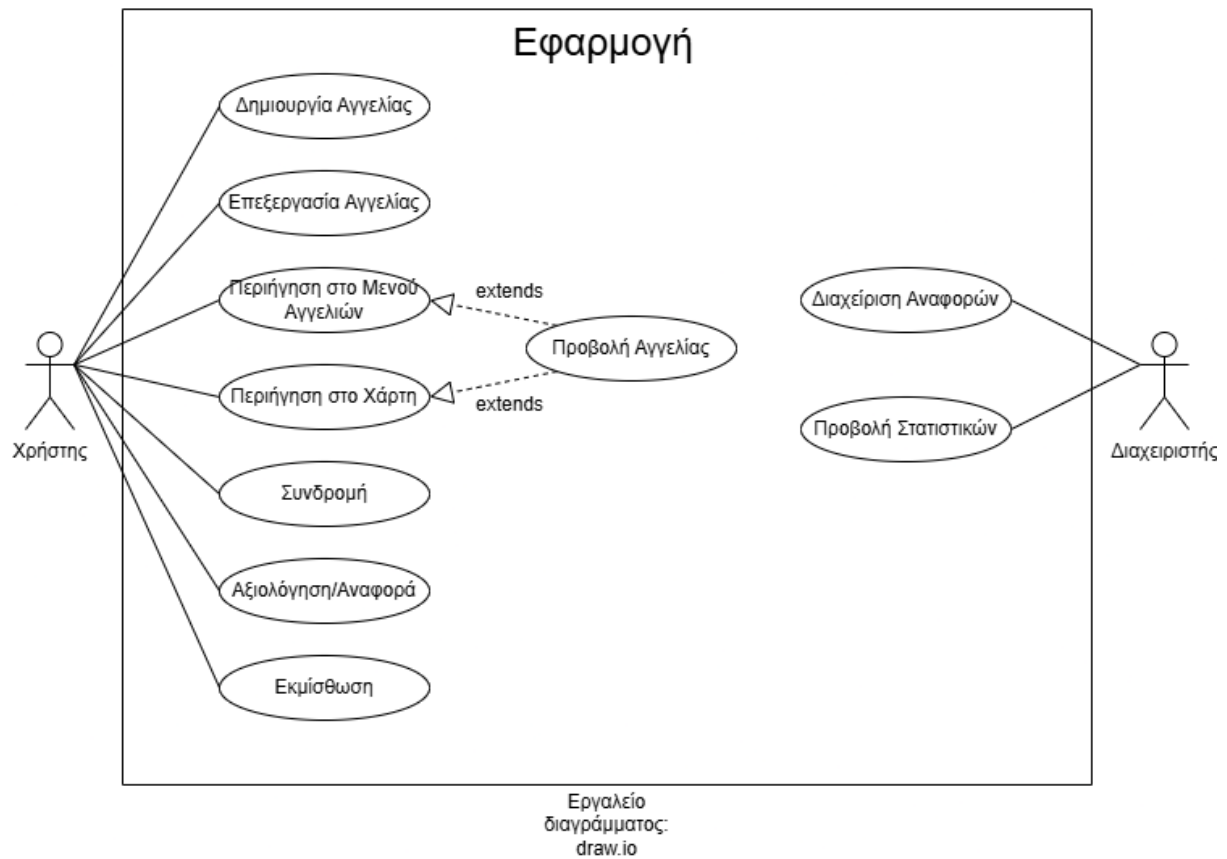 Εφαρμογή
Δημιουργία Αγγελίας
Επεξεργασία Αγγελίας
Περιήγηση στο Μενού
Αγγελιών
extends
Προβολή Αγγελίας
Περιήγηση στο Χάρτη
extends
Συνδρομή
Αξιολόγηση/Αναφορά
Εκμίσθωση
Χρήστης
Διαχείριση Αναφορών
Προβολή Στατιστικών
Διαχειριστής
Εργαλείο
διαγράμματος:
draw.io